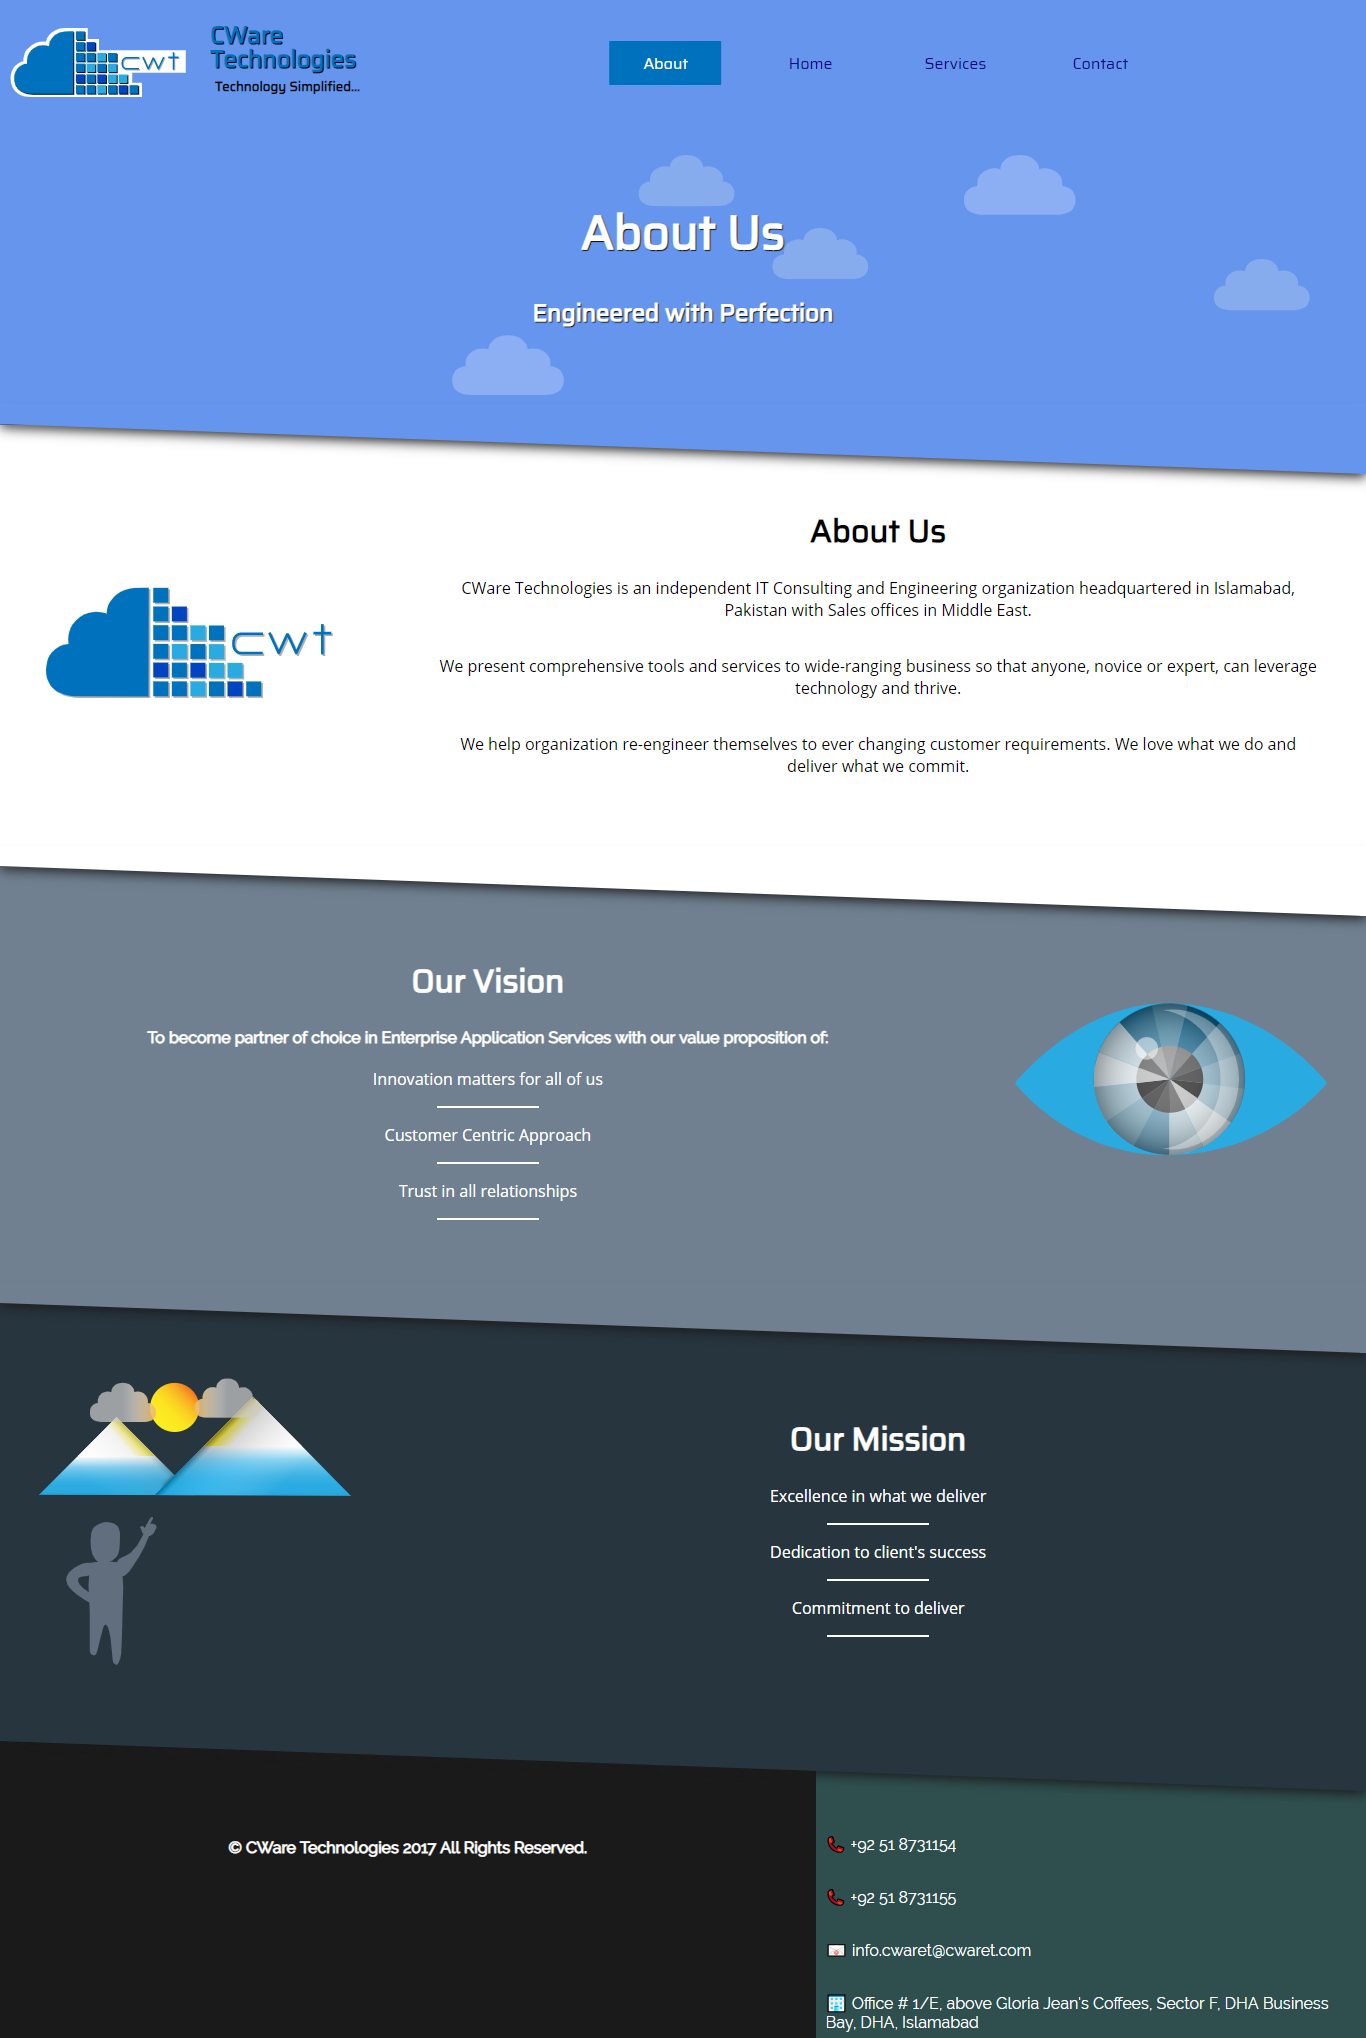 cwt
CWare
Technologies
Technology Simplified...
About
Home
Services
Contact
About Us
Engineered with Perfection
About Us
cwt
CWare Technologies is an independent IT Consulting and Engineering organization headquartered in Islamabad,
Pakistan with Sales offices in Middle East.
We present comprehensive tools and services to wide-ranging business so that anyone, novice or expert, can leverage
technology and thrive.
We help organization re-engineer themselves to ever changing customer requirements. We love what we do and
deliver what we commit.
Our Vision
To become partner of choice in Enterprise Application Services with our value proposition of:
Innovation matters for all of us
Customer Centric Approach
Trust in all relationships
Our Mission
Excellence in what we deliver
Dedication to client's success
Commitment to deliver
© CWare Technologies 2017 All Rights Reserved.
+92 51 8731154
+92 51 8731155
info.cwaret@cwaret.com
Office # 1/E, above Gloria Jean's Coffees, Sector F, DHA Business
Bay, DHA, Islamabad